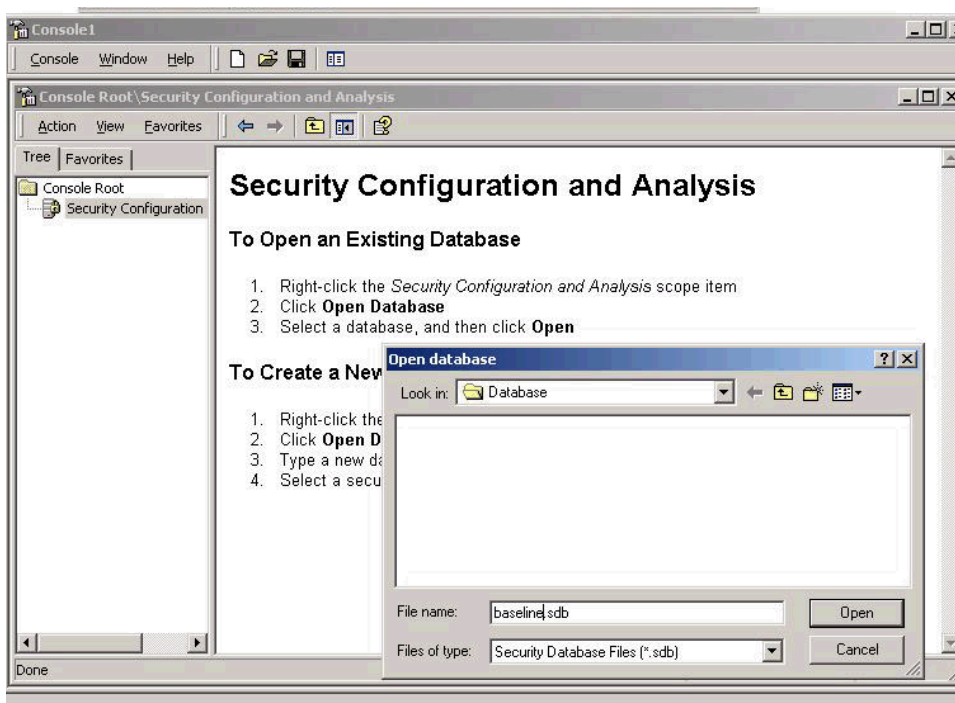 Console1
Console Window Help
Console Root\Security Configuration and Analysis
Action View Favorites
Tree Favorites
Console Root
Security Configuration
Security Configuration and Analysis
To Open an Existing Database
1. Right-click the Security Configuration and Analysis scope item
2. Click Open Database
3. Select a database, and then click Open
To Create a New
1. Right-click the
2. Click Open D
3. Type a new da
4. Select a secu
Open database
Look in: Database
File name: baseline.sdb
Open
Files of type: Security Database Files (*.sdb)
Cancel
Done